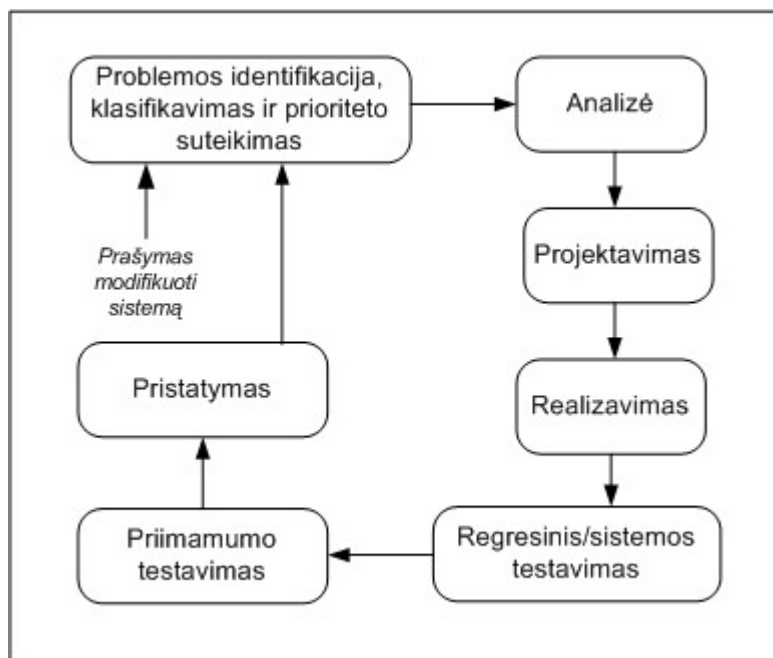 Problemos identifikacija,
klasifikavimas ir prioriteto
suteikimas
Analizė
Projektavimas
Realizavimas
Regresinis/sistemos
testavimas
Priimamumo
testavimas
Pristatymas
Prašymas
modifikuoti
sistemą